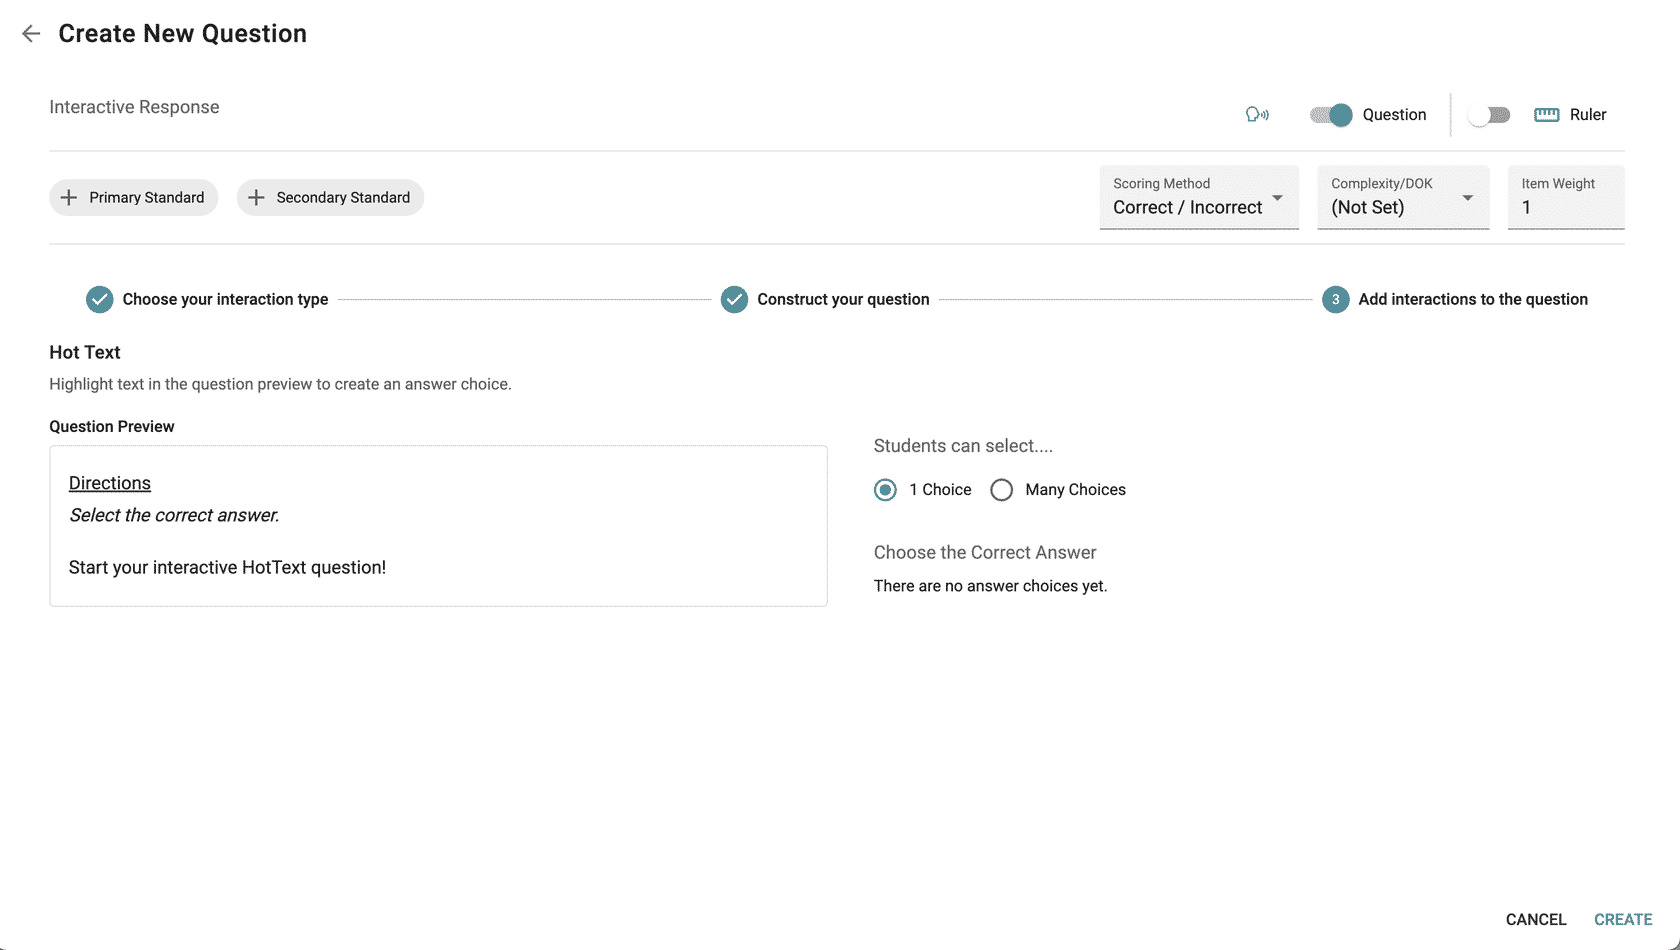 Create New Question
Interactive Response
Question
Ruler
Primary Standard
Secondary Standard
Scoring Method
Correct / Incorrect
Complexity/DOK
(Not Set)
Item Weight
1
Choose your interaction type
Construct your question
3
Add interactions to the question
Hot Text
Highlight text in the question preview to create an answer choice.
Question Preview
Directions
Select the correct answer.
Start your interactive HotText question!
Students can select....
1 Choice
Many Choices
Choose the Correct Answer
There are no answer choices yet.
CANCEL
CREATE